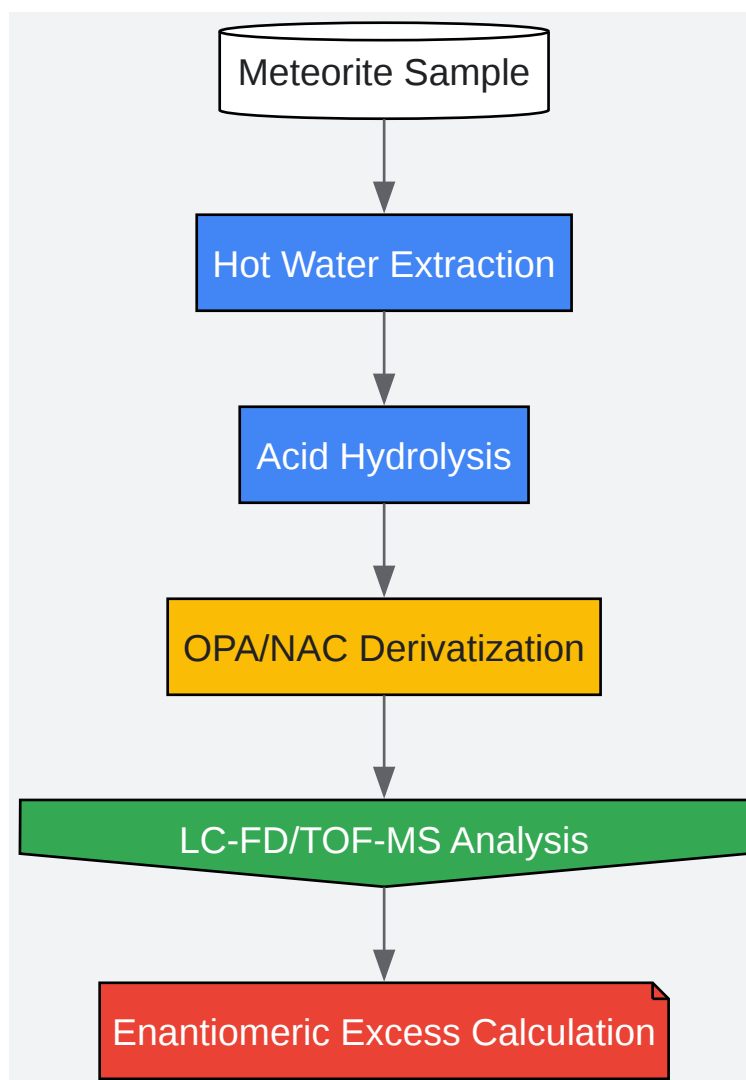 Meteorite Sample
Hot Water Extraction
Acid Hydrolysis
OPA/NAC Derivatization
LC-FD/TOF-MS Analysis
Enantiomeric Excess Calculation